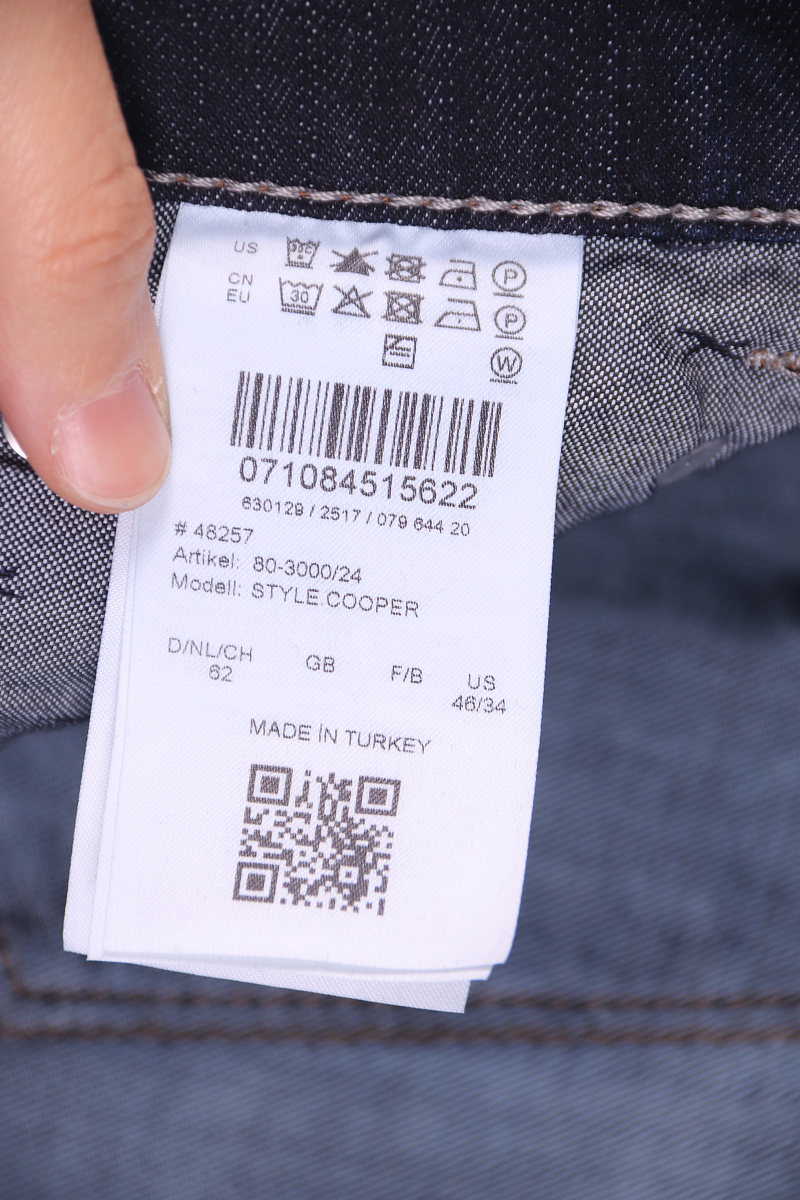 US
CN
EU 30
P
P
W
071084515622
630129 / 2517 / 079 644 20
# 48257
Artikel: 80-3000/24
Modell: STYLE.COOPER
D/NL/CH GB F/B US
62 46/34
MADE İN TURKEY